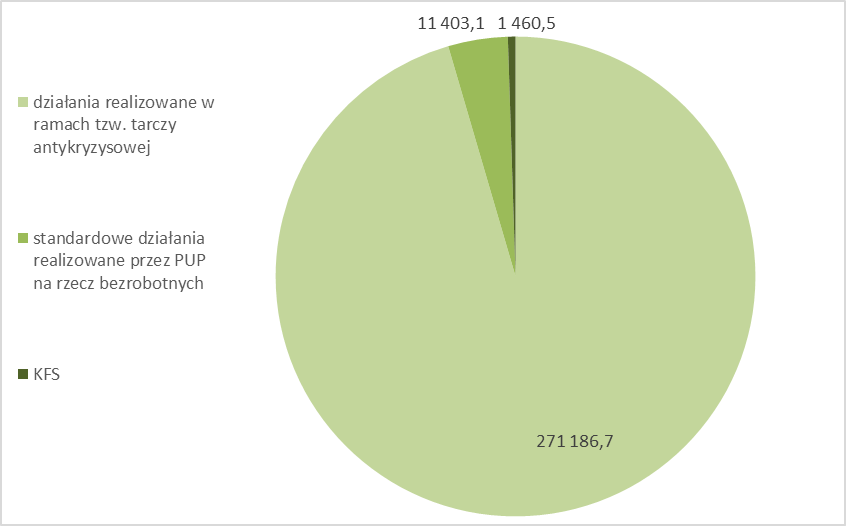 11 403,1
1 460,5
działania realizowane w
ramach tzw. tarczy
antykryzysowej
standardowe działania
realizowane przez PUP
na rzecz bezrobotnych
KFS
271 186,7